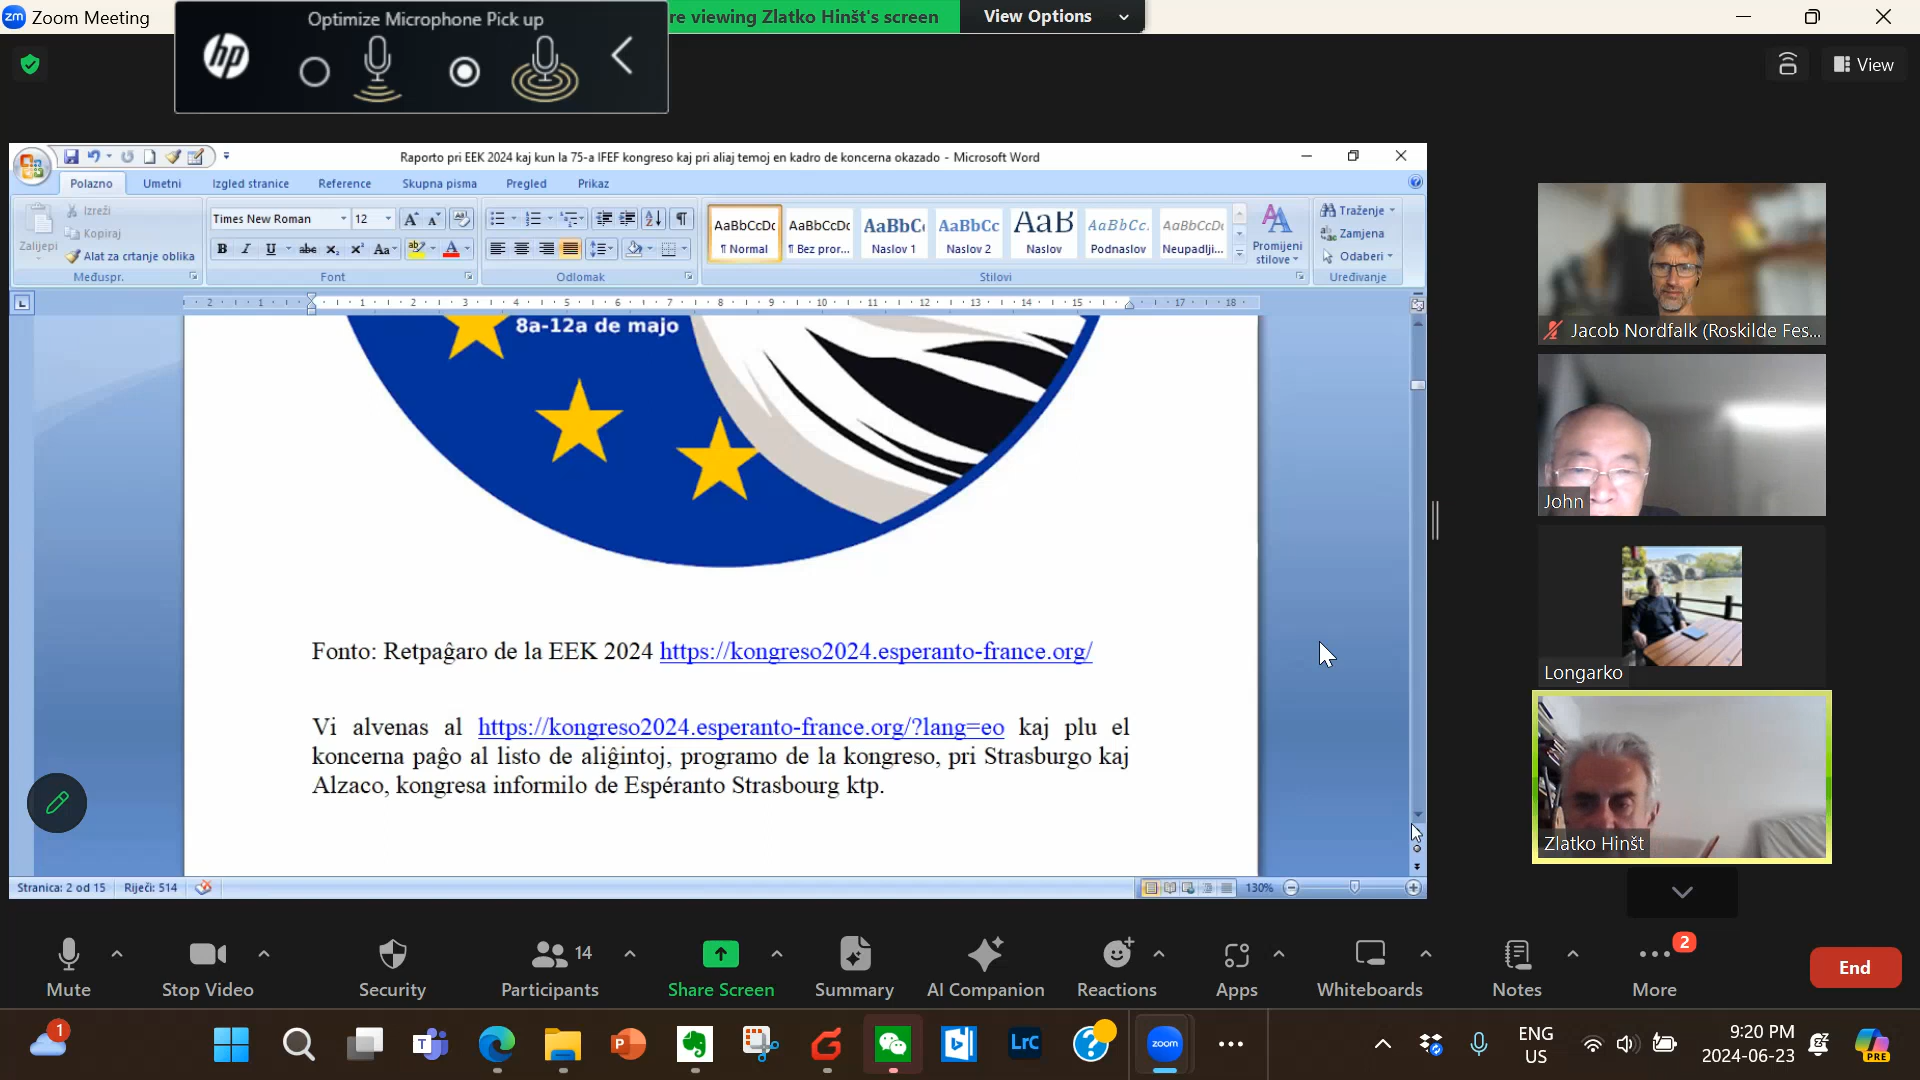 Zoom Meeting
Optimize Microphone Pick up
re viewing Zlatko Hinšt's screen
View Options
View
Raporto pri EEK 2024 kaj kun la 75-a IFEF kongreso kaj pri aliaj temoj en kadro de koncerna okazado - Microsoft Word
Polazno
Umetni
Izgled stranice
Reference
Skupna pisma
Pregled
Prikaz
Zalijepi
Izreži
Kopiraj
Alat za crtanje oblika
Međuspr.
Times New Roman
12
Font
Odlomak
AaBbCcDc
¶ Normal
AaBbCcDc
¶ Bez pror...
AaBbC
Naslov 1
AaBbCc
Naslov 2
AaB
Naslov
AaBbCc.
Podnaslov
AaBbCcDc
Neupadlji...
Promijeni stilove
Stilovi
Traženje
Zamjena
Odaberi
Uređivanje
8a-12a de majo
Fonto: Retpaĝaro de la EEK 2024 https://kongreso2024.esperanto-france.org/
Vi alvenas al https://kongreso2024.esperanto-france.org/?lang=eo kaj plu el
koncerna paĝo al listo de aliĝintoj, programo de la kongreso, pri Strasburgo kaj
Alzaco, kongresa informilo de Espéranto Strasbourg ktp.
Stranica: 2 od 15
Riječi: 514
130%
Jacob Nordfalk (Roskilde Fes...
John
Longarko
Zlatko Hinšt
Mute
Stop Video
Security
14
Participants
Share Screen
Summary
AI Companion
Reactions
Apps
Whiteboards
Notes
2
More
End
1
LrC
zoom
ENG
US
9:20 PM
2024-06-23
PRE